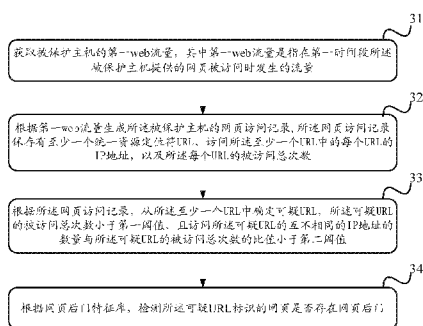 31
获取被保护主机的第一web流量,其中第一web流量是指在第一时间段所述
被保护主机提供的网页被访问时发生的流量
32
根据第一web流量生成所述被保护主机的网页访问记录,所述网页访问记录
保存有至少一个统一资源定位符URL、访问所述至少一个URL中的每个URL的
IP地址,以及所述每个URL的被访问总次数
33
根据所述网页访问记录,从所述至少一个URL中确定可疑URL,所述可疑URL
的被访问总次数小于第一阈值、且访问所述可疑URL的互不相同的IP地址的
数量与所述可疑URL的被访问总次数的比值小于第二阈值
34
根据网页后门特征库,检测所述可疑URL标识的网页是否存在网页后门